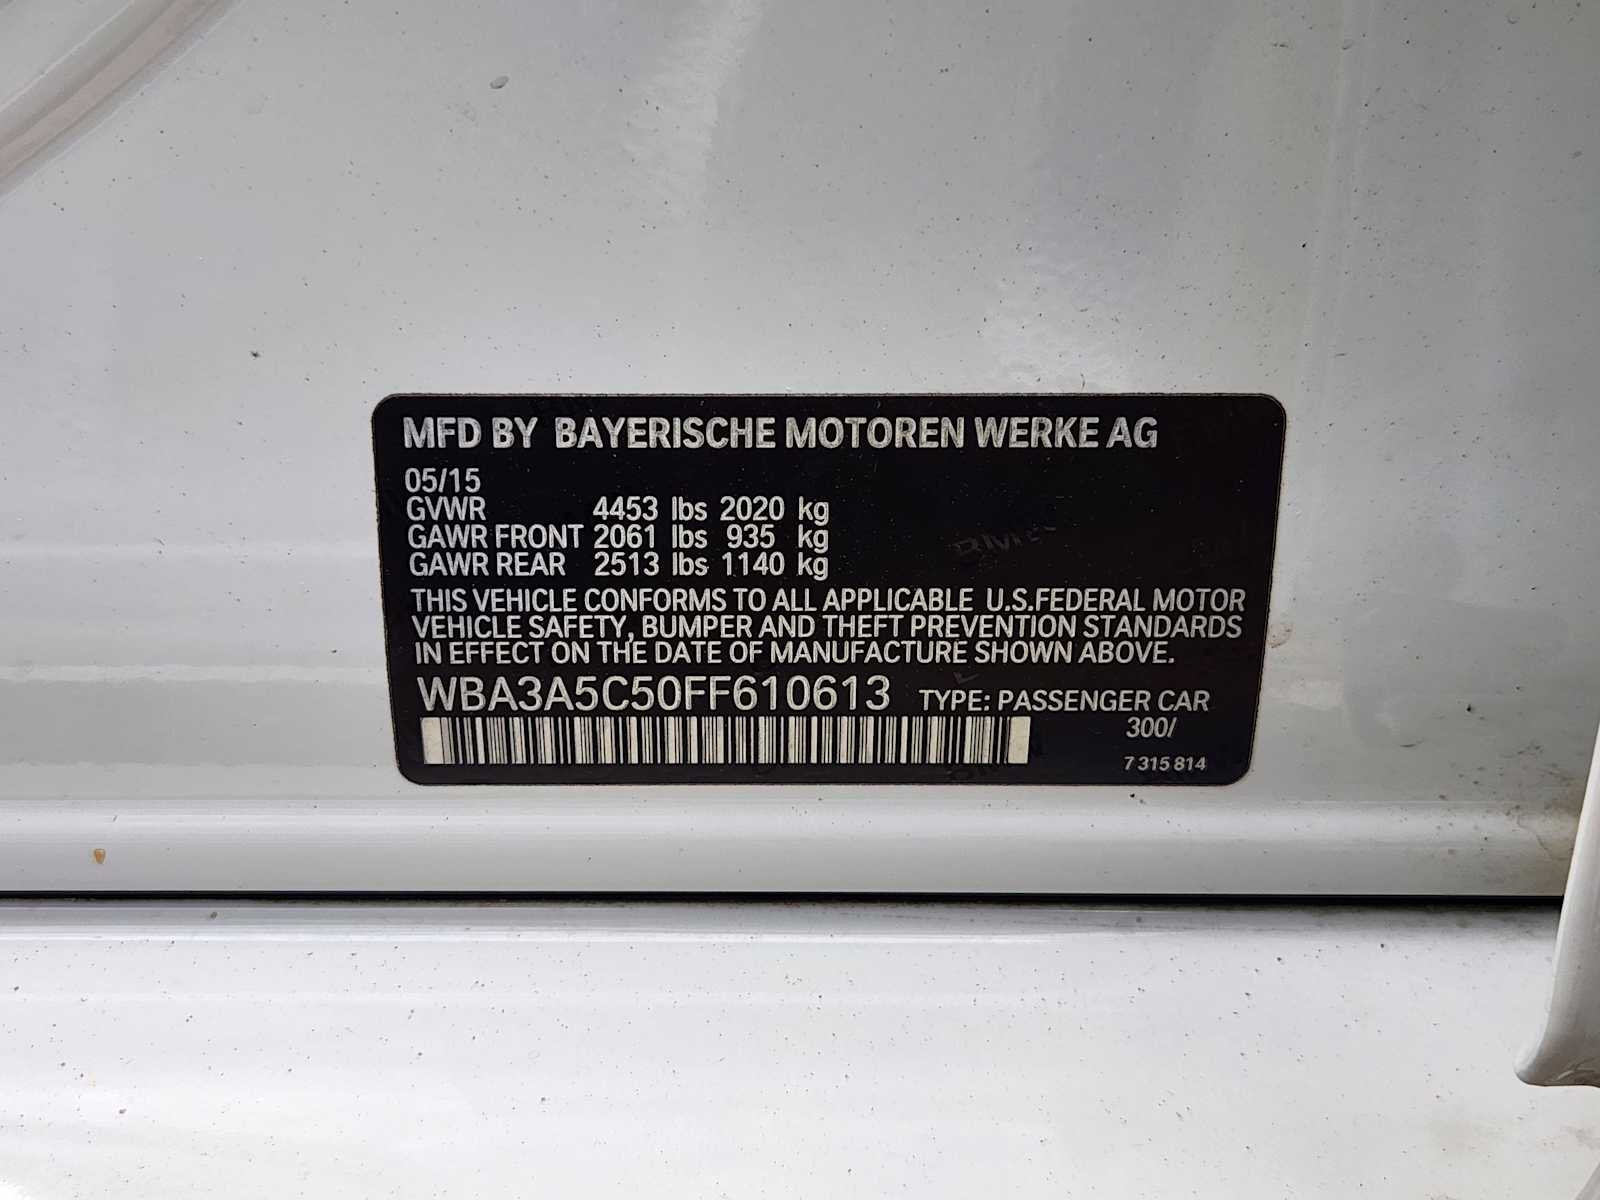 MFD BY BAYERISCHE MOTOREN WERKE AG
05/15
GVWR 4453 lbs 2020 kg
GAWR FRONT 2061 lbs 935 kg
GAWR REAR 2513 lbs 1140 kg
THIS VEHICLE CONFORMS TO ALL APPLICABLE U.S.FEDERAL MOTOR
VEHICLE SAFETY, BUMPER AND THEFT PREVENTION STANDARDS
IN EFFECT ON THE DATE OF MANUFACTURE SHOWN ABOVE.
WBA3A5C50FF610613 TYPE: PASSENGER CAR
300/
7 315 814